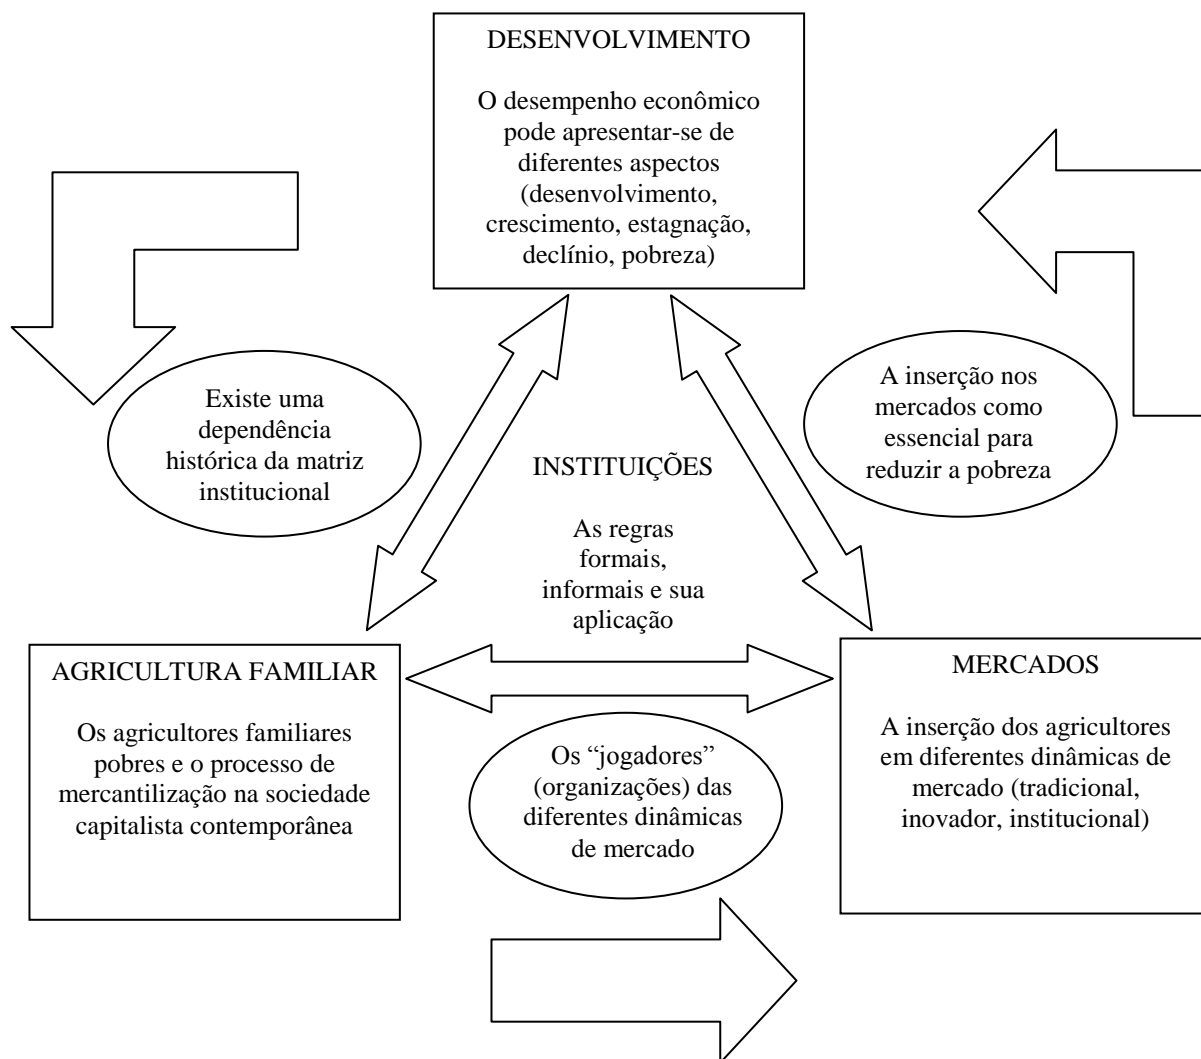 DESENVOLVIMENTO
O desempenho econômico
pode apresentar-se de
diferentes aspectos
(desenvolvimento,
crescimento, estagnação,
declínio, pobreza)
Existe uma
dependência
histórica da matriz
institucional
A inserção nos
mercados como
essencial para
reduzir a pobreza
INSTITUIÇÕES
As regras
formais,
informais e sua
aplicação
AGRICULTURA FAMILIAR
Os agricultores familiares
pobres e o processo de
mercantilização na sociedade
capitalista contemporânea
Os “jogadores”
(organizações) das
diferentes dinâmicas
de mercado
MERCADOS
A inserção dos agricultores
em diferentes dinâmicas de
mercado (tradicional,
inovador, institucional)